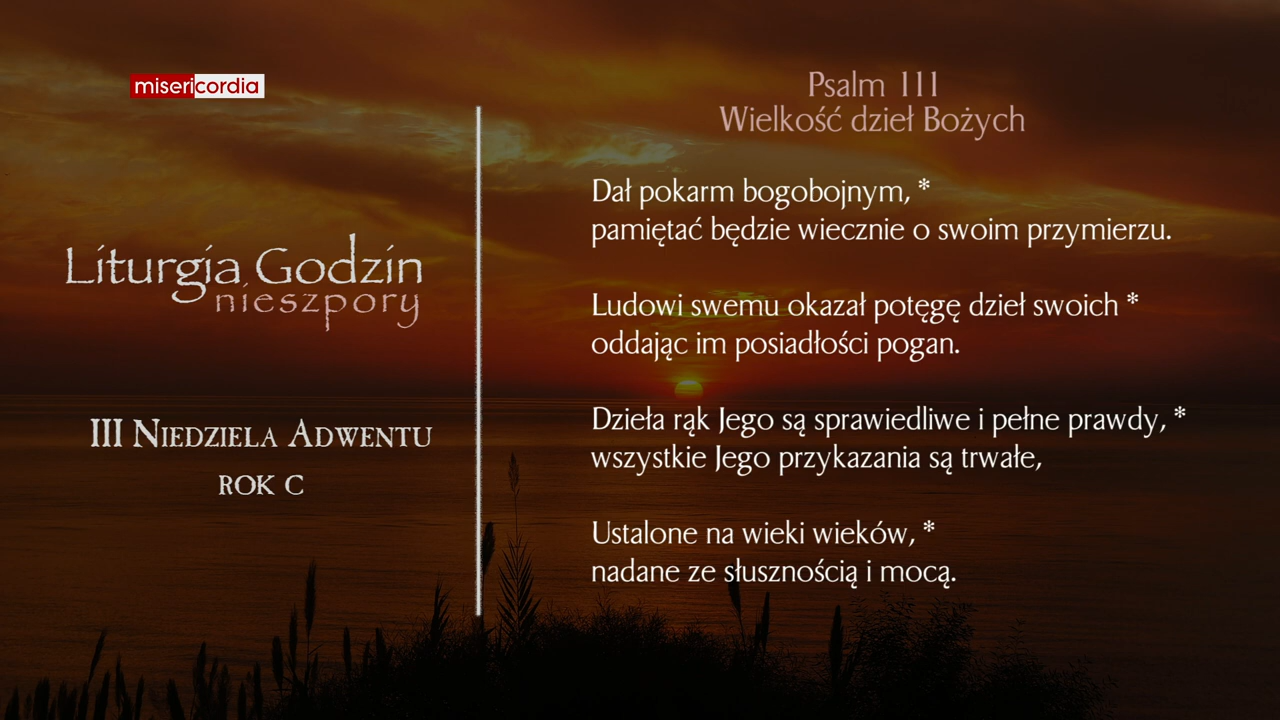 misericordia
Liturgia Godzin
nieszpory
III Niedziela Adwentu
rok C
Psalm 111
Wielkość dzieł Bożych
Dał pokarm bogobojnym, *
pamiętać będzie wiecznie o swoim przymierzu.
Ludowi swemu okazał potęgę dzieł swoich *
oddając im posiadłości pogan.
Dzieła rąk Jego są sprawiedliwe i pełne prawdy, *
wszystkie Jego przykazania są trwałe,
Ustalone na wieki wieków, *
nadane ze słusznością i mocą.